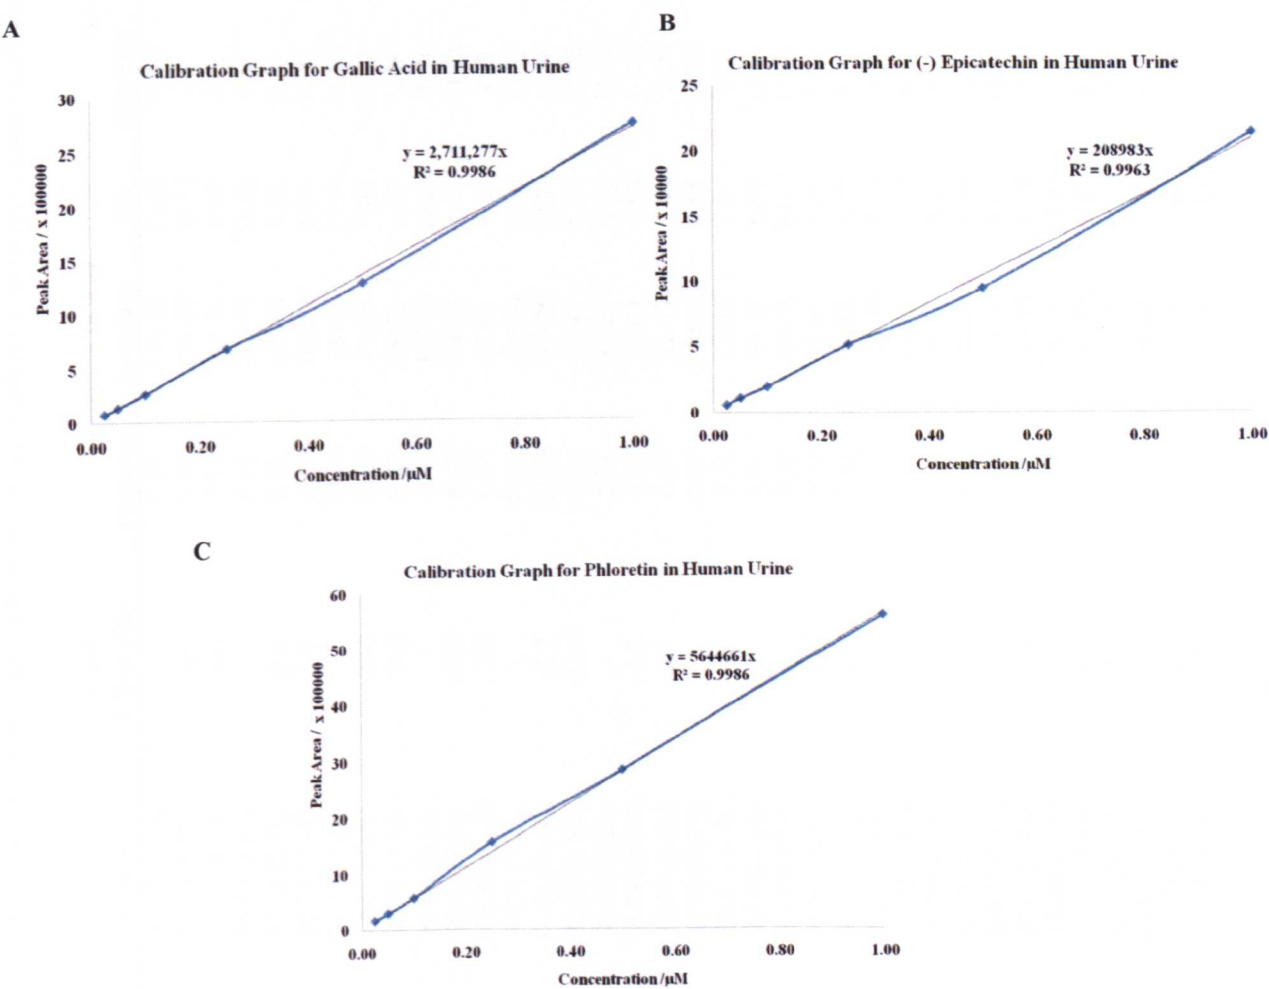 A
Calibration Graph for Gallic Acid in Human Urine
30
25
20
15
10
5
0
Peak Area / x 100000
y = 2,711,277x
R² = 0.9986
0.00 0.20 0.40 0.60 0.80 1.00
Concentration/µM
B
Calibration Graph for (-) Epicatechin in Human Urine
25
20
15
10
5
0
Peak Area / x 10000
y = 208983x
R² = 0.9963
0.00 0.20 0.40 0.60 0.80 1.00
Concentration/µM
C
Calibration Graph for Phloretin in Human Urine
60
50
40
30
20
10
0
Peak Area / x 100000
y = 5644661x
R² = 0.9986
0.00 0.20 0.40 0.60 0.80 1.00
Concentration/µM